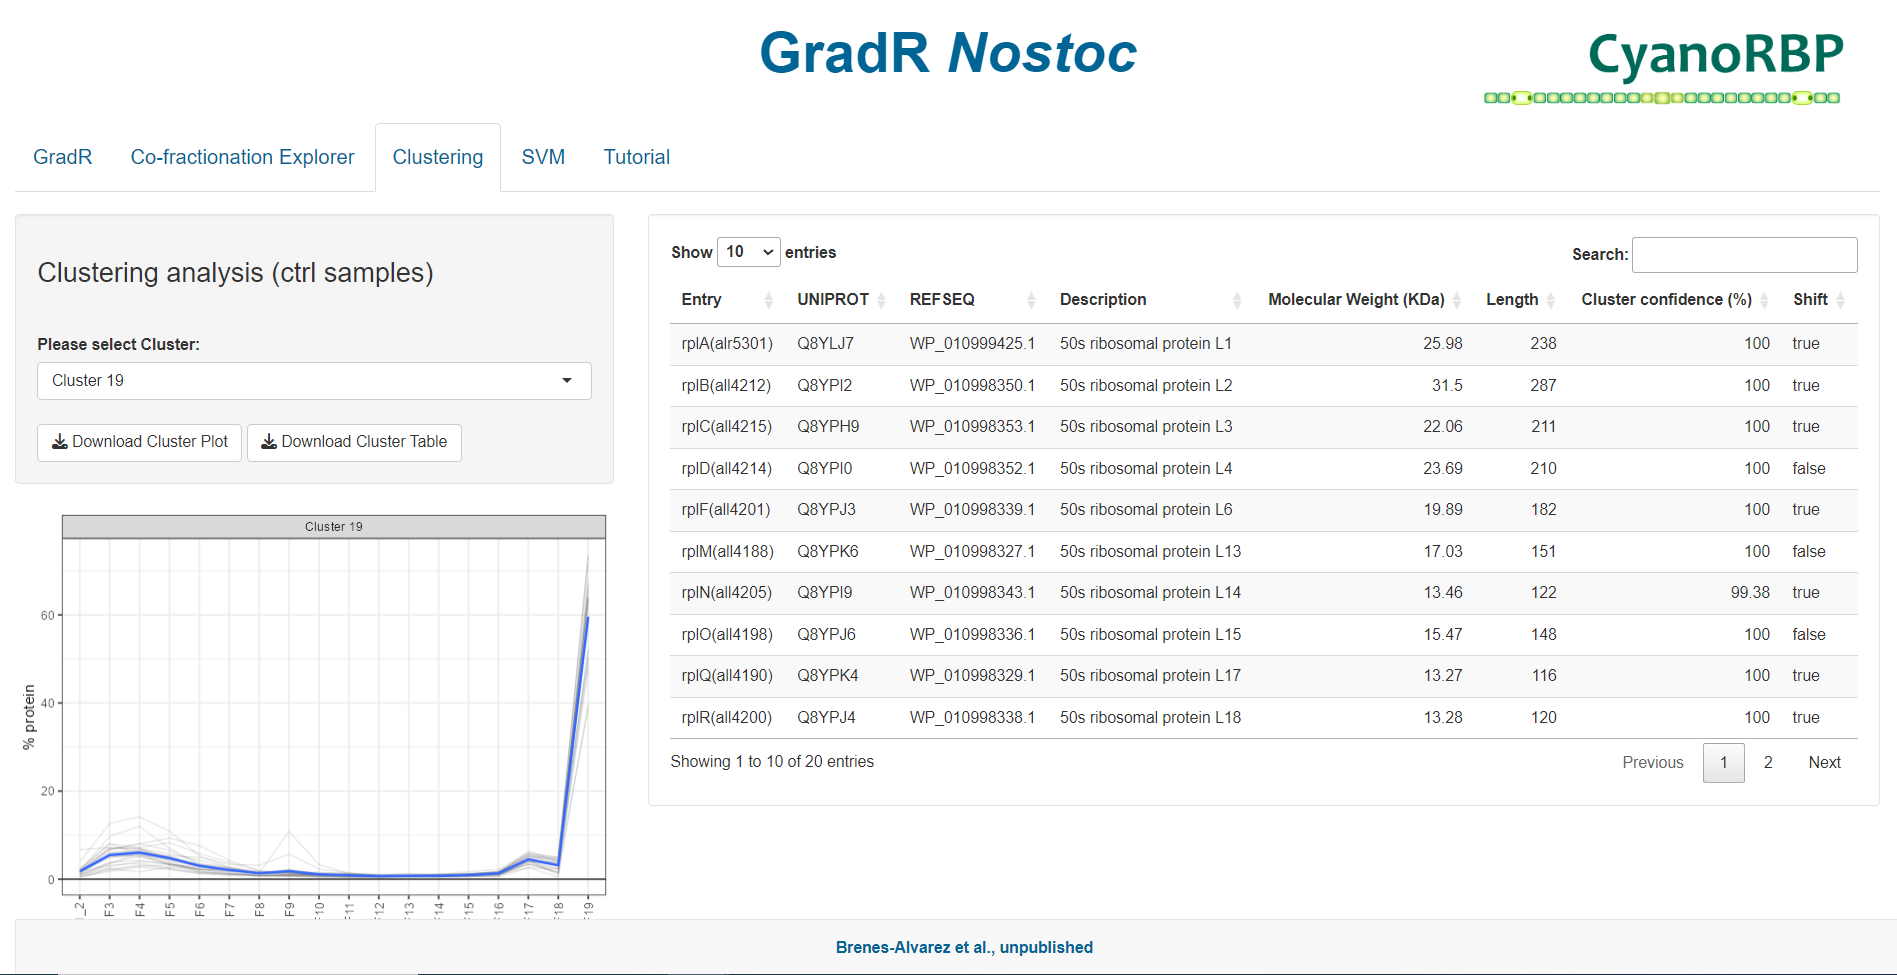 GradR Nostoc
CyanoRBP
GradR Co-fractionation Explorer Clustering SVM Tutorial
Clustering analysis (ctrl samples)
Please select Cluster:
Cluster 19
Download Cluster Plot Download Cluster Table
Cluster 19
% protein
60
40
20
0
_2 F3 F4 F5 F6 F7 F8 F9 F10 F11 F12 F13 F14 F15 F16 F17 F18 F19
Show 10 entries
Search:
Entry UNIPROT REFSEQ Description Molecular Weight (KDa) Length Cluster confidence (%) Shift
rplA(alr5301) Q8YLJ7 WP_010999425.1 50s ribosomal protein L1 25.98 238 100 true
rplB(all4212) Q8YPI2 WP_010998350.1 50s ribosomal protein L2 31.5 287 100 true
rplC(all4215) Q8YPH9 WP_010998353.1 50s ribosomal protein L3 22.06 211 100 true
rplD(all4214) Q8YPI0 WP_010998352.1 50s ribosomal protein L4 23.69 210 100 false
rplF(all4201) Q8YPJ3 WP_010998339.1 50s ribosomal protein L6 19.89 182 100 true
rplM(all4188) Q8YPK6 WP_010998327.1 50s ribosomal protein L13 17.03 151 100 false
rplN(all4205) Q8YPI9 WP_010998343.1 50s ribosomal protein L14 13.46 122 99.38 true
rplO(all4198) Q8YPJ6 WP_010998336.1 50s ribosomal protein L15 15.47 148 100 false
rplQ(all4190) Q8YPK4 WP_010998329.1 50s ribosomal protein L17 13.27 116 100 true
rplR(all4200) Q8YPJ4 WP_010998338.1 50s ribosomal protein L18 13.28 120 100 true
Showing 1 to 10 of 20 entries
Previous 1 2 Next
Brenes-Alvarez et al., unpublished